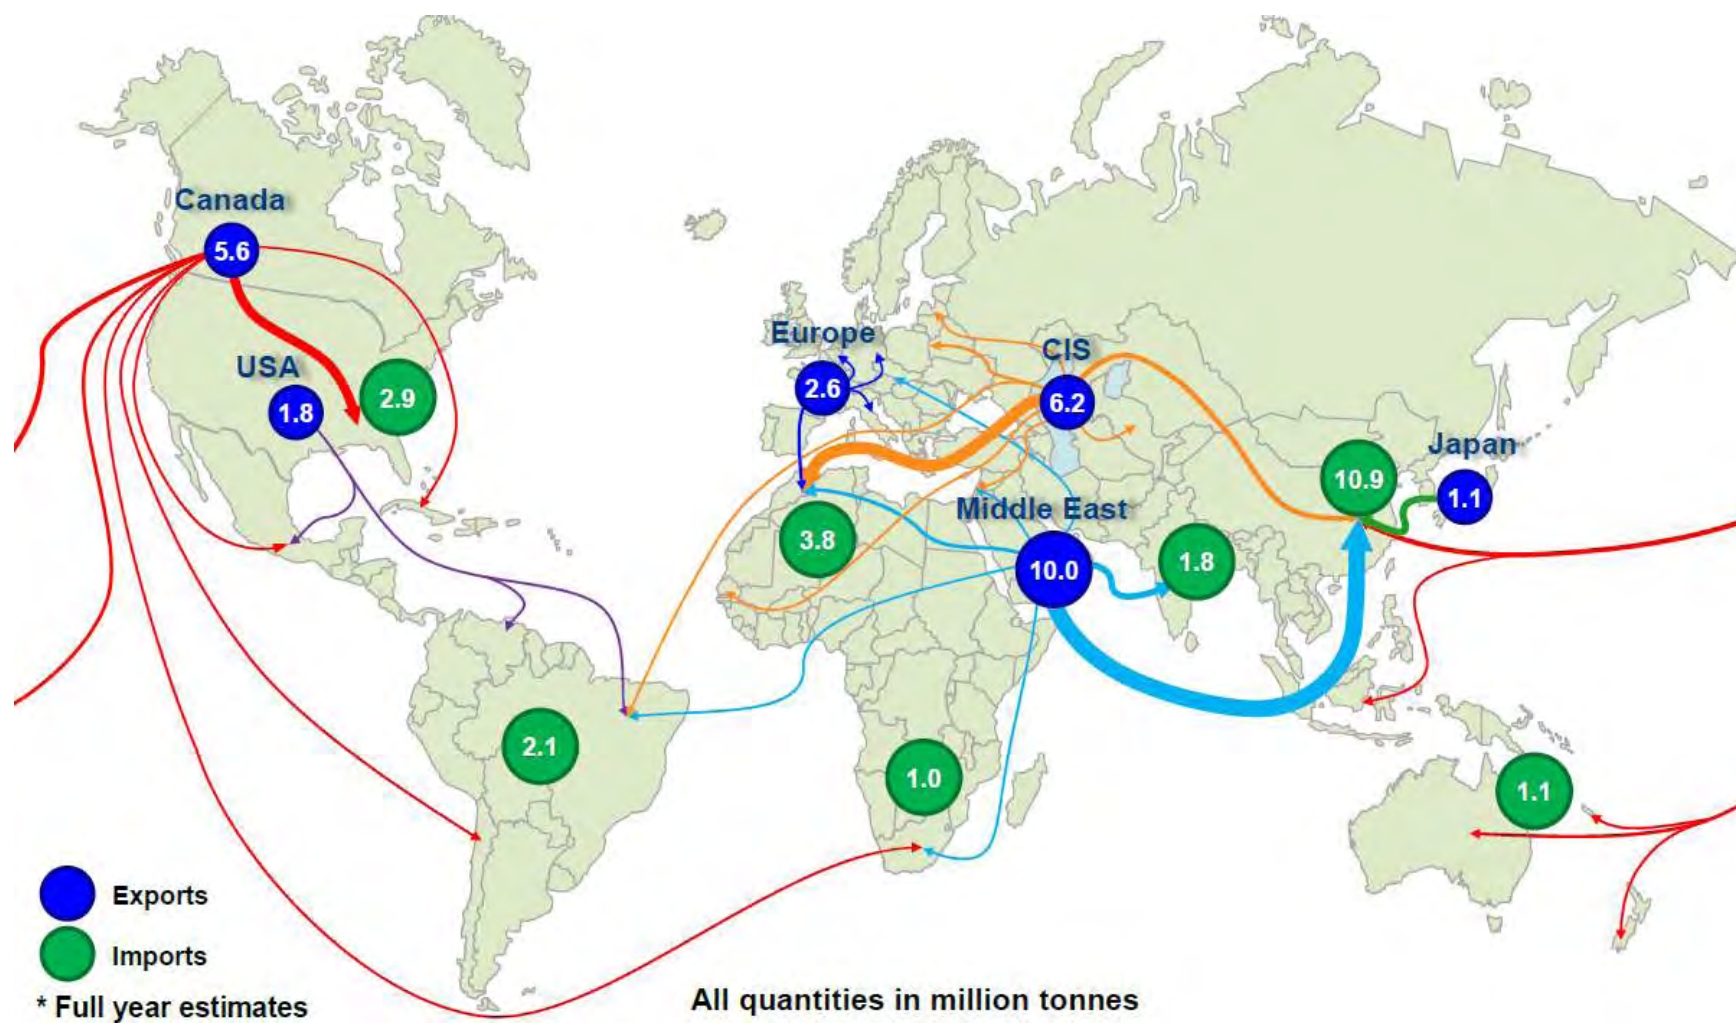 Canada
5.6
Europe
CIS
USA
2.9
2.6
6.2
1.8
Japan
10.9
1.1
Middle East
3.8
10.0
1.8
2.1
1.0
1.1
Exports
Imports
* Full year estimates
All quantities in million tonnes